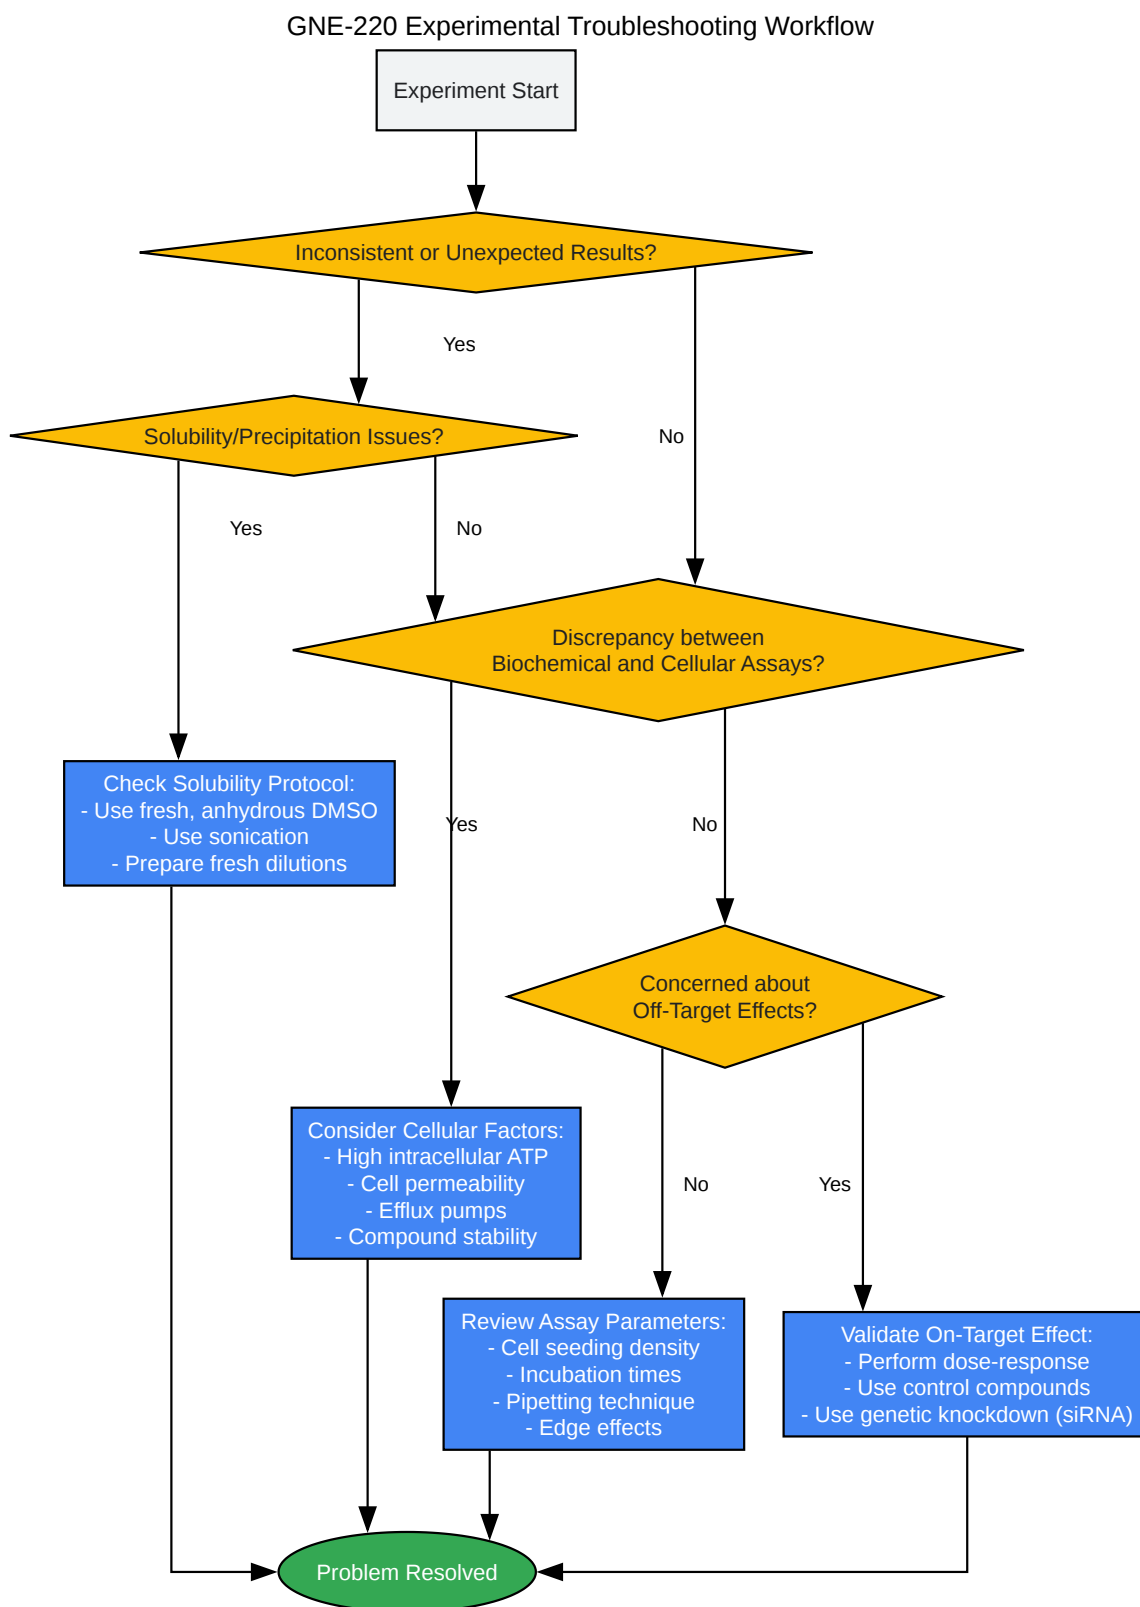 GNE-220 Experimental Troubleshooting Workflow
Experiment Start
Inconsistent or Unexpected Results?
Yes
Solubility/Precipitation Issues?
No
Yes
No
Discrepancy between
Biochemical and Cellular Assays?
Check Solubility Protocol:
- Use fresh, anhydrous DMSO
- Use sonication
- Prepare fresh dilutions
Yes
No
Concerned about
Off-Target Effects?
Consider Cellular Factors:
- High intracellular ATP
- Cell permeability
- Efflux pumps
- Compound stability
No
Yes
Review Assay Parameters:
- Cell seeding density
- Incubation times
- Pipetting technique
- Edge effects
Validate On-Target Effect:
- Perform dose-response
- Use control compounds
- Use genetic knockdown (siRNA)
Problem Resolved